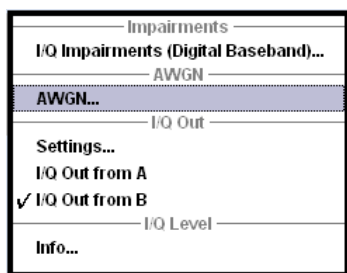 Impairments
I/Q Impairments (Digital Baseband)...
AWGN
AWGN...
I/Q Out
Settings...
I/Q Out from A
I/Q Out from B
I/Q Level
Info...